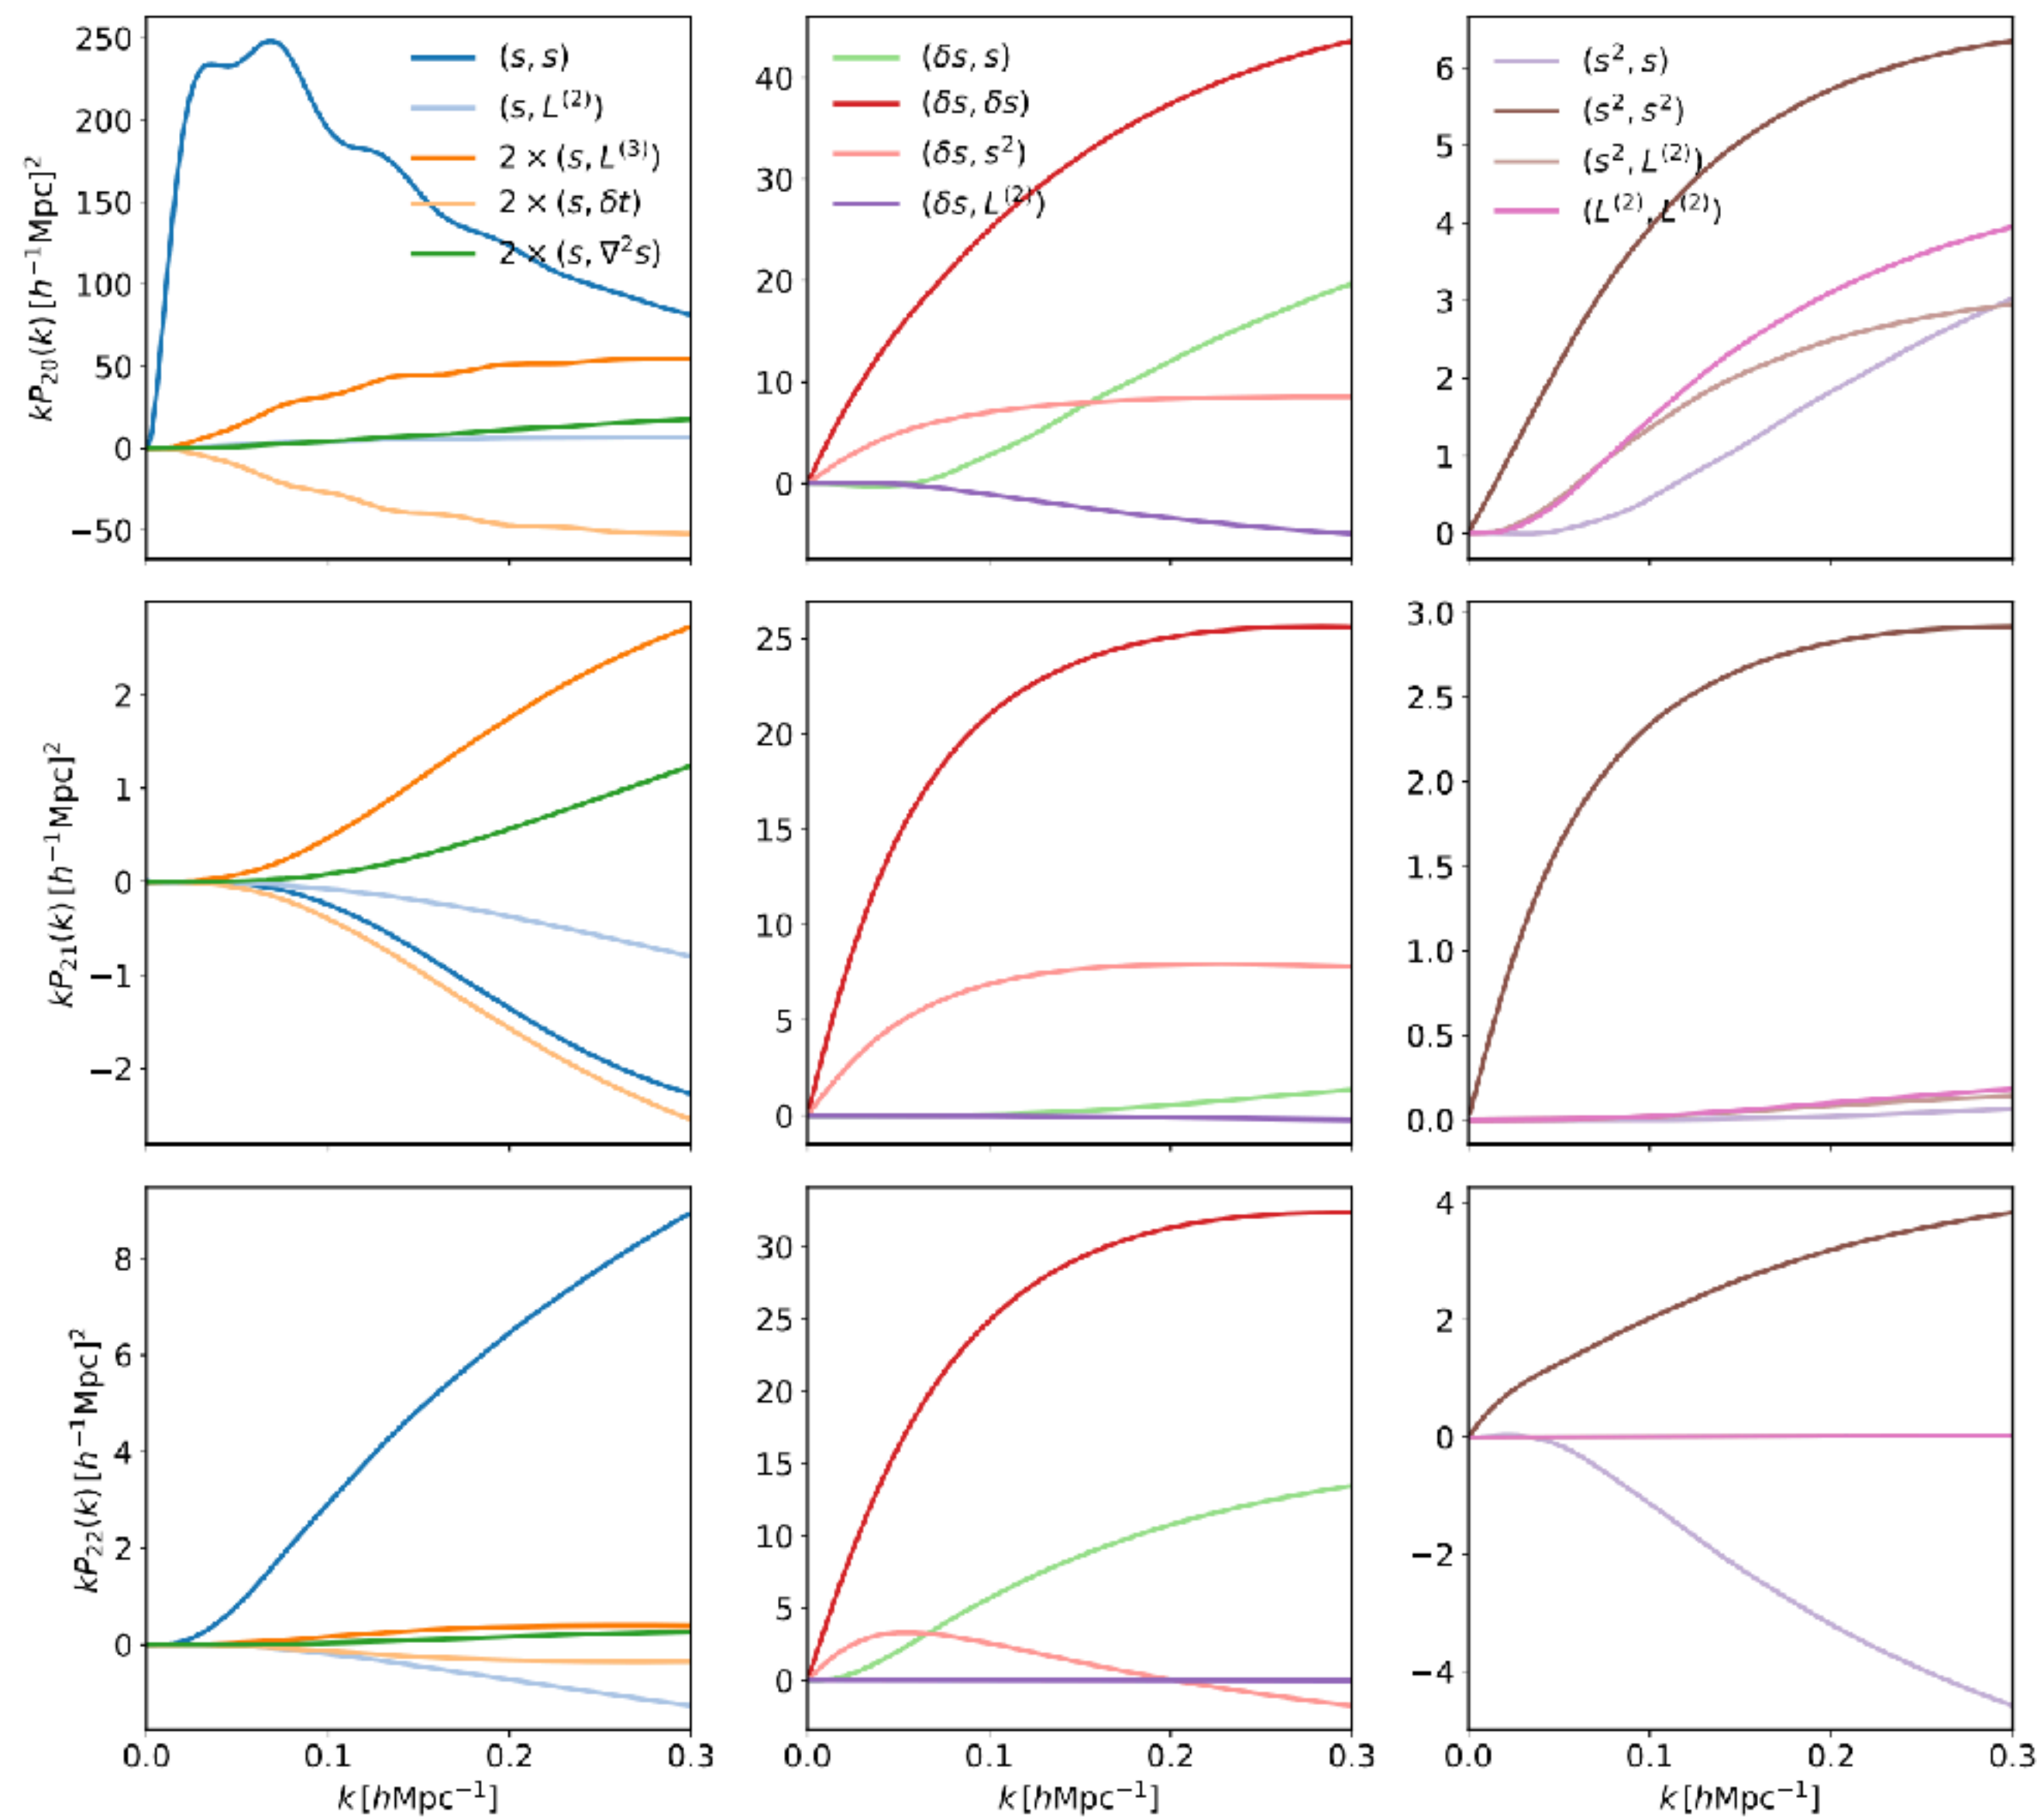 kP₂₀(k) [h⁻¹Mpc]²
250
200
150
100
50
0
−50
(s, s)
(s, L⁽²⁾)
2 × (s, L⁽³⁾)
2 × (s, δt)
2 × (s, ∇²s)
40
30
20
10
0
(δs, s)
(δs, δs)
(δs, s²)
(δs, L⁽²⁾)
6
5
4
3
2
1
0
(s², s)
(s², s²)
(s², L⁽²⁾)
(L⁽²⁾, L⁽²⁾)
kP₂₁(k) [h⁻¹Mpc]²
2
1
0
−1
−2
25
20
15
10
5
0
3.0
2.5
2.0
1.5
1.0
0.5
0.0
kP₂₂(k) [h⁻¹Mpc]²
8
6
4
2
0
30
25
20
15
10
5
0
4
2
0
−2
−4
0.0 0.1 0.2 0.3
k [hMpc⁻¹]
0.0 0.1 0.2 0.3
k [hMpc⁻¹]
0.0 0.1 0.2 0.3
k [hMpc⁻¹]